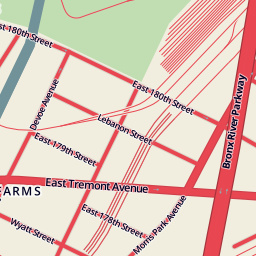 East 180th Street
Devoe Avenue
East 180th Street
Lebanon Street
East 179th Street
Bronx River Parkway
East Tremont Avenue
ARMS
East 178th Street
Morris Park Avenue
Wyatt Street